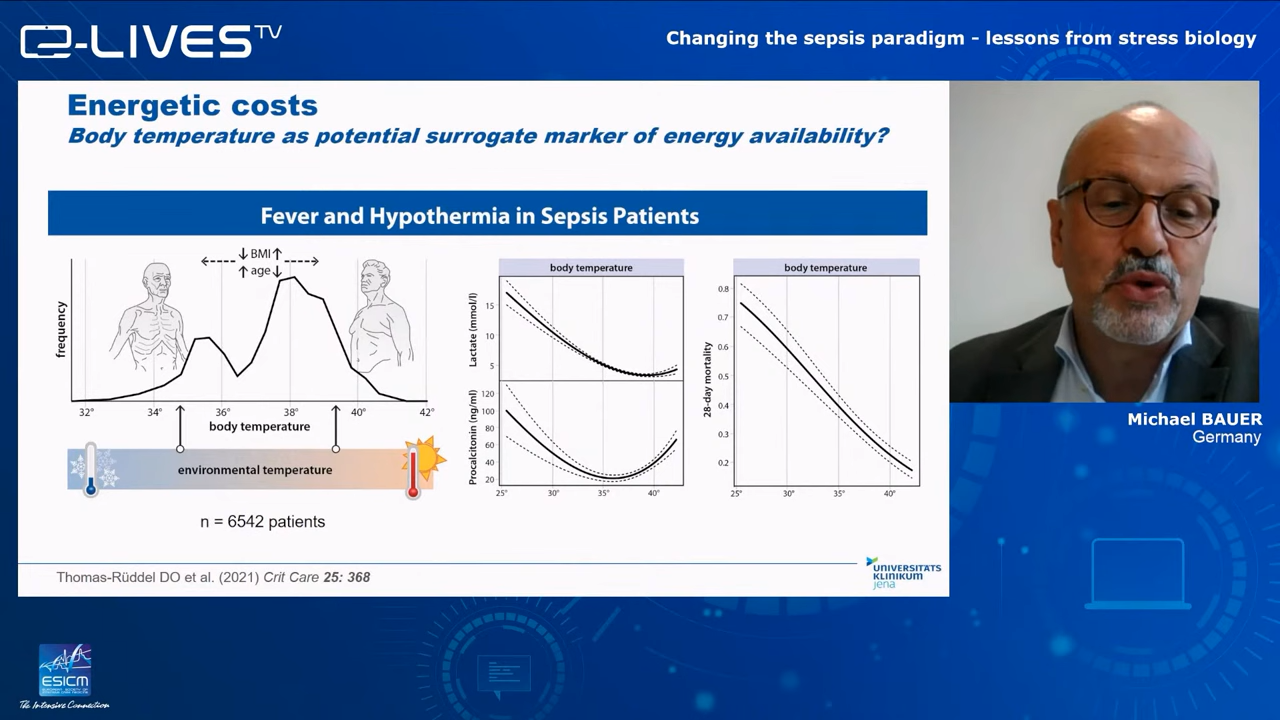 e-LIVES TV
Changing the sepsis paradigm - lessons from stress biology
Energetic costs
Body temperature as potential surrogate marker of energy availability?
Fever and Hypothermia in Sepsis Patients
↓ BMI ↑
↑ age ↓
frequency
32° 34° 36° 38° 40° 42°
body temperature
environmental temperature
n = 6542 patients
body temperature
Lactate (mmol/l)
15
10
5
Procalcitonin (ng/ml)
120
100
80
60
40
20
25° 30° 35° 40°
body temperature
28-day mortality
0.8
0.7
0.6
0.5
0.4
0.3
0.2
25° 30° 35° 40°
Thomas-Rüddel DO et al. (2021) Crit Care 25: 368
UNIVERSITÄTS
KLINIKUM
jena
Michael BAUER
Germany
ESICM
The Intensive Connection